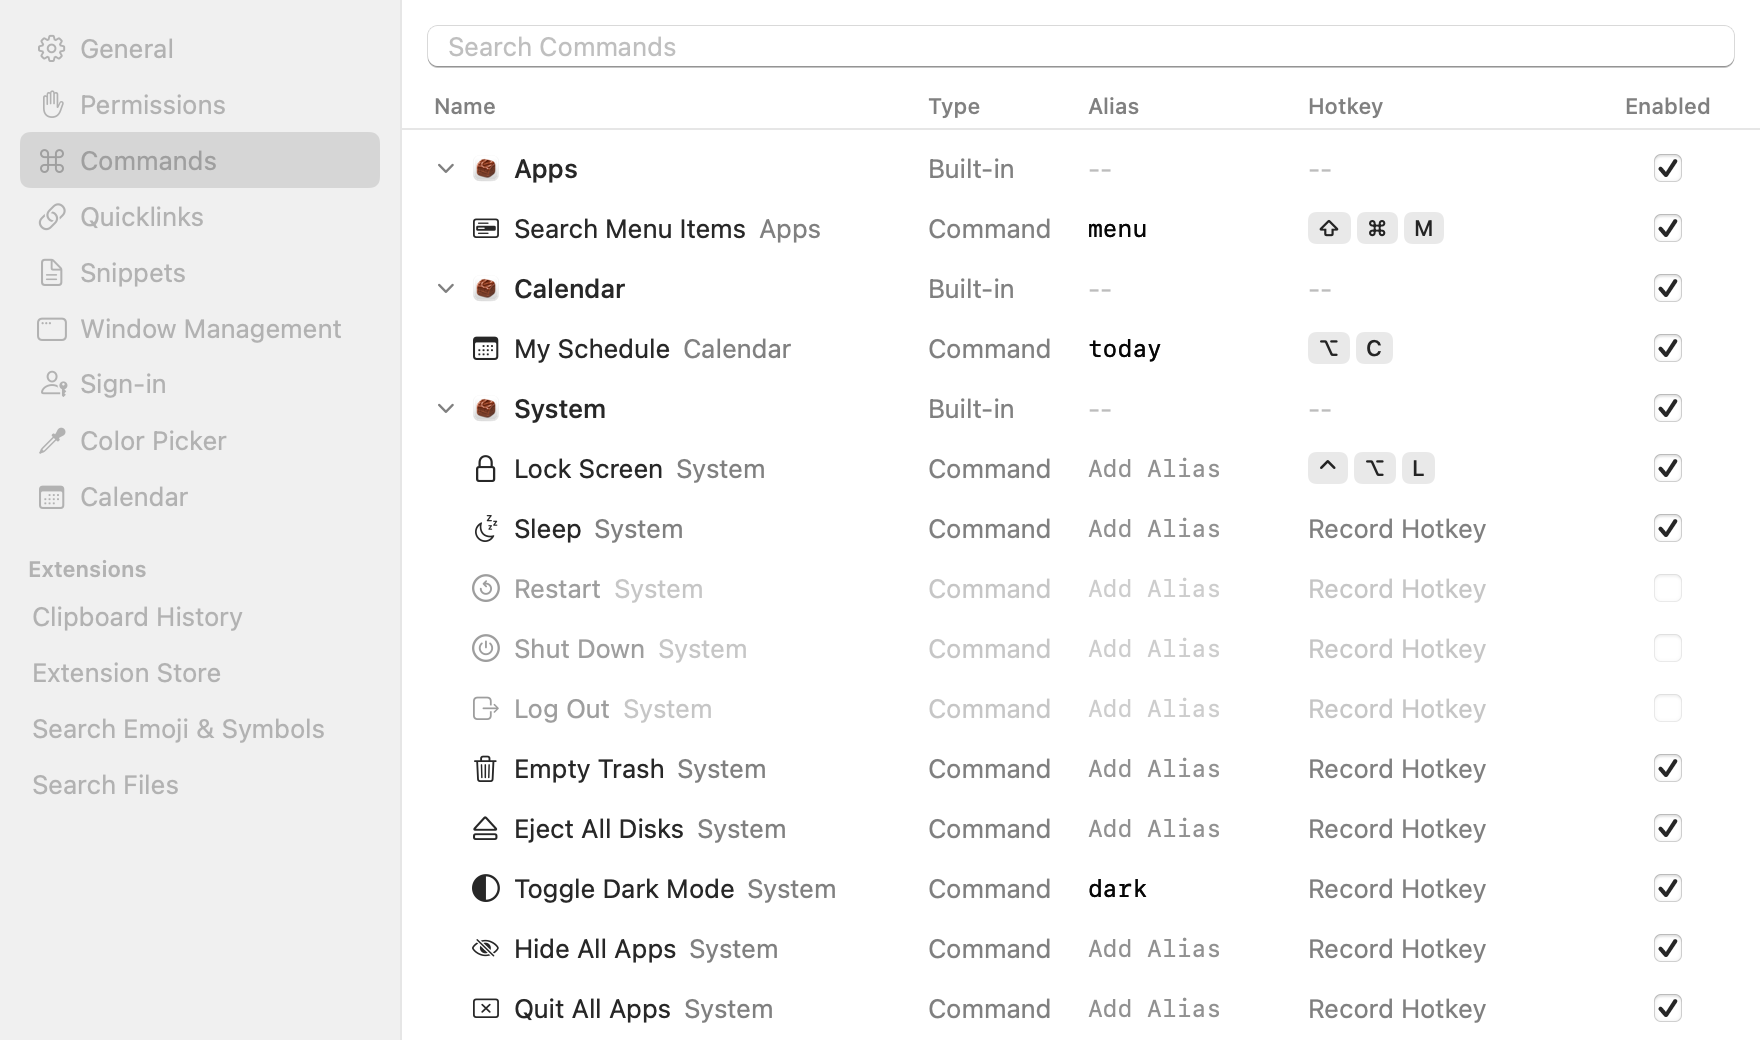 General
Permissions
Commands
Quicklinks
Snippets
Window Management
Sign-in
Color Picker
Calendar
Extensions
Clipboard History
Extension Store
Search Emoji & Symbols
Search Files
Search Commands
Name Type Alias Hotkey Enabled
Apps Built-in -- --
Search Menu Items Apps Command menu ⇧ ⌘ M
Calendar Built-in -- --
My Schedule Calendar Command today ⌥ C
System Built-in -- --
Lock Screen System Command Add Alias ^ ⌥ L
Sleep System Command Add Alias Record Hotkey
Restart System Command Add Alias Record Hotkey
Shut Down System Command Add Alias Record Hotkey
Log Out System Command Add Alias Record Hotkey
Empty Trash System Command Add Alias Record Hotkey
Eject All Disks System Command Add Alias Record Hotkey
Toggle Dark Mode System Command dark Record Hotkey
Hide All Apps System Command Add Alias Record Hotkey
Quit All Apps System Command Add Alias Record Hotkey